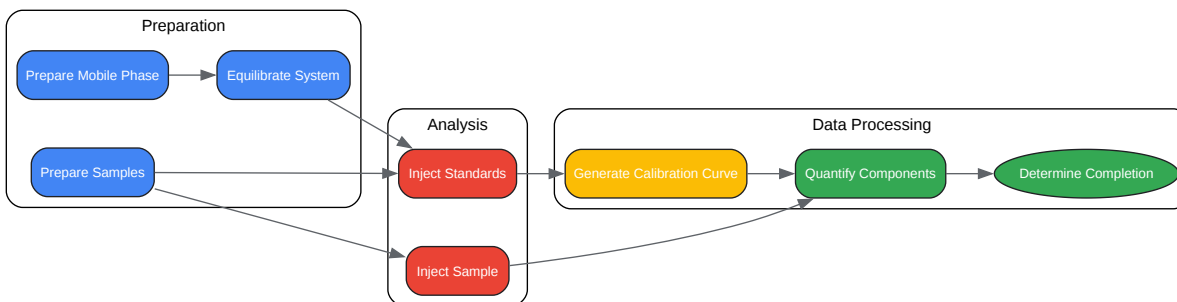 Preparation
Prepare Mobile Phase
Equilibrate System
Prepare Samples
Analysis
Inject Standards
Inject Sample
Data Processing
Generate Calibration Curve
Quantify Components
Determine Completion